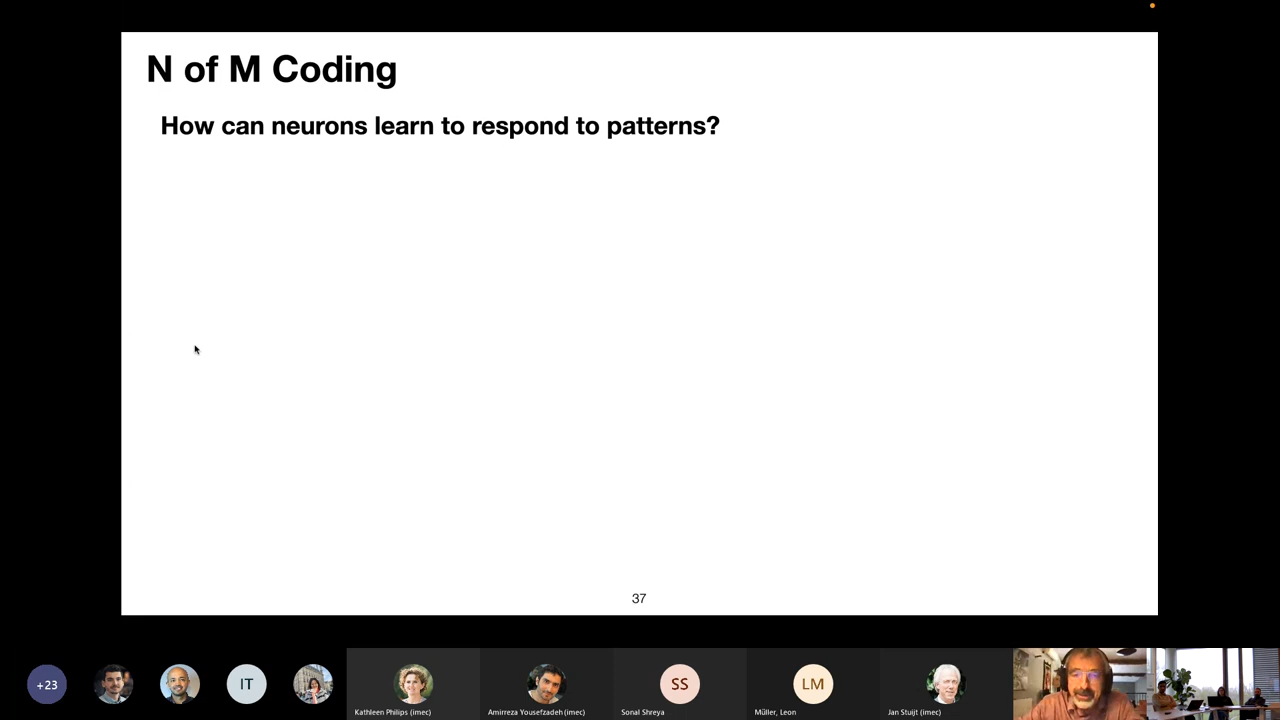 N of M Coding
How can neurons learn to respond to patterns?
37
+23
IT
SS
LM
Kathleen Philips (imec)
Amirreza Yousefzadeh (imec)
Sonal Shreya
Müller, Leon
Jan Stuijt (imec)